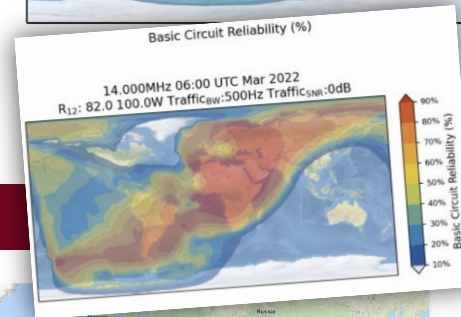 Basic Circuit Reliability (%)
14.000MHz 06:00 UTC Mar 2022
R12: 82.0 100.0W TrafficBW:500Hz TrafficSNR:0dB
90%
80%
70%
60%
50%
40%
30%
20%
10%
Basic Circuit Reliability (%)
Russia